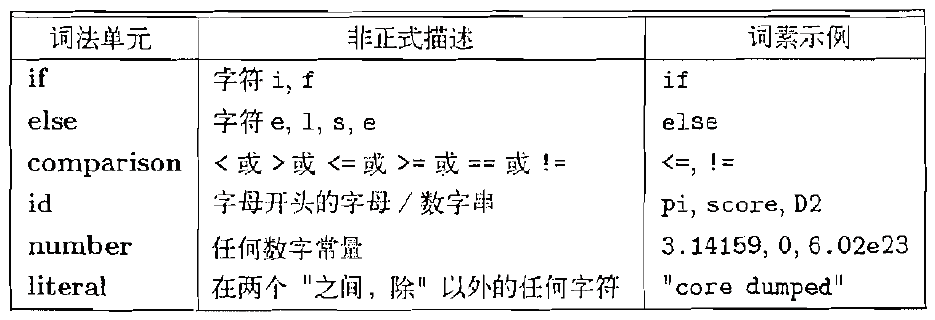 词法单元 非正式描述 词素示例
if 字符 i, f if
else 字符 e, l, s, e else
comparison < 或 > 或 <= 或 >= 或 == 或 != <=, !=
id 字母开头的字母 / 数字串 pi, score, D2
number 任何数字常量 3.14159, 0, 6.02e23
literal 在两个 "之间, 除" 以外的任何字符 "core dumped"